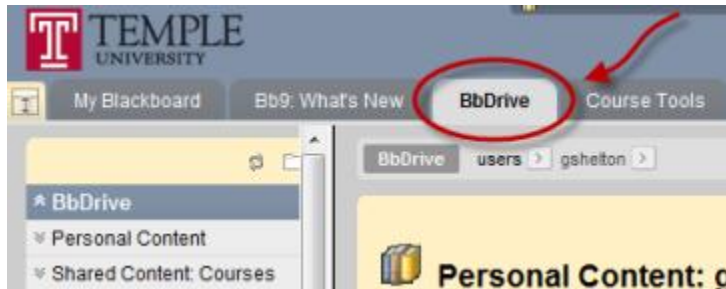 TEMPLE
UNIVERSITY
My Blackboard Bb9: What's New BbDrive Course Tools
BbDrive users gshelton
BbDrive
Personal Content
Shared Content: Courses
Personal Content: g